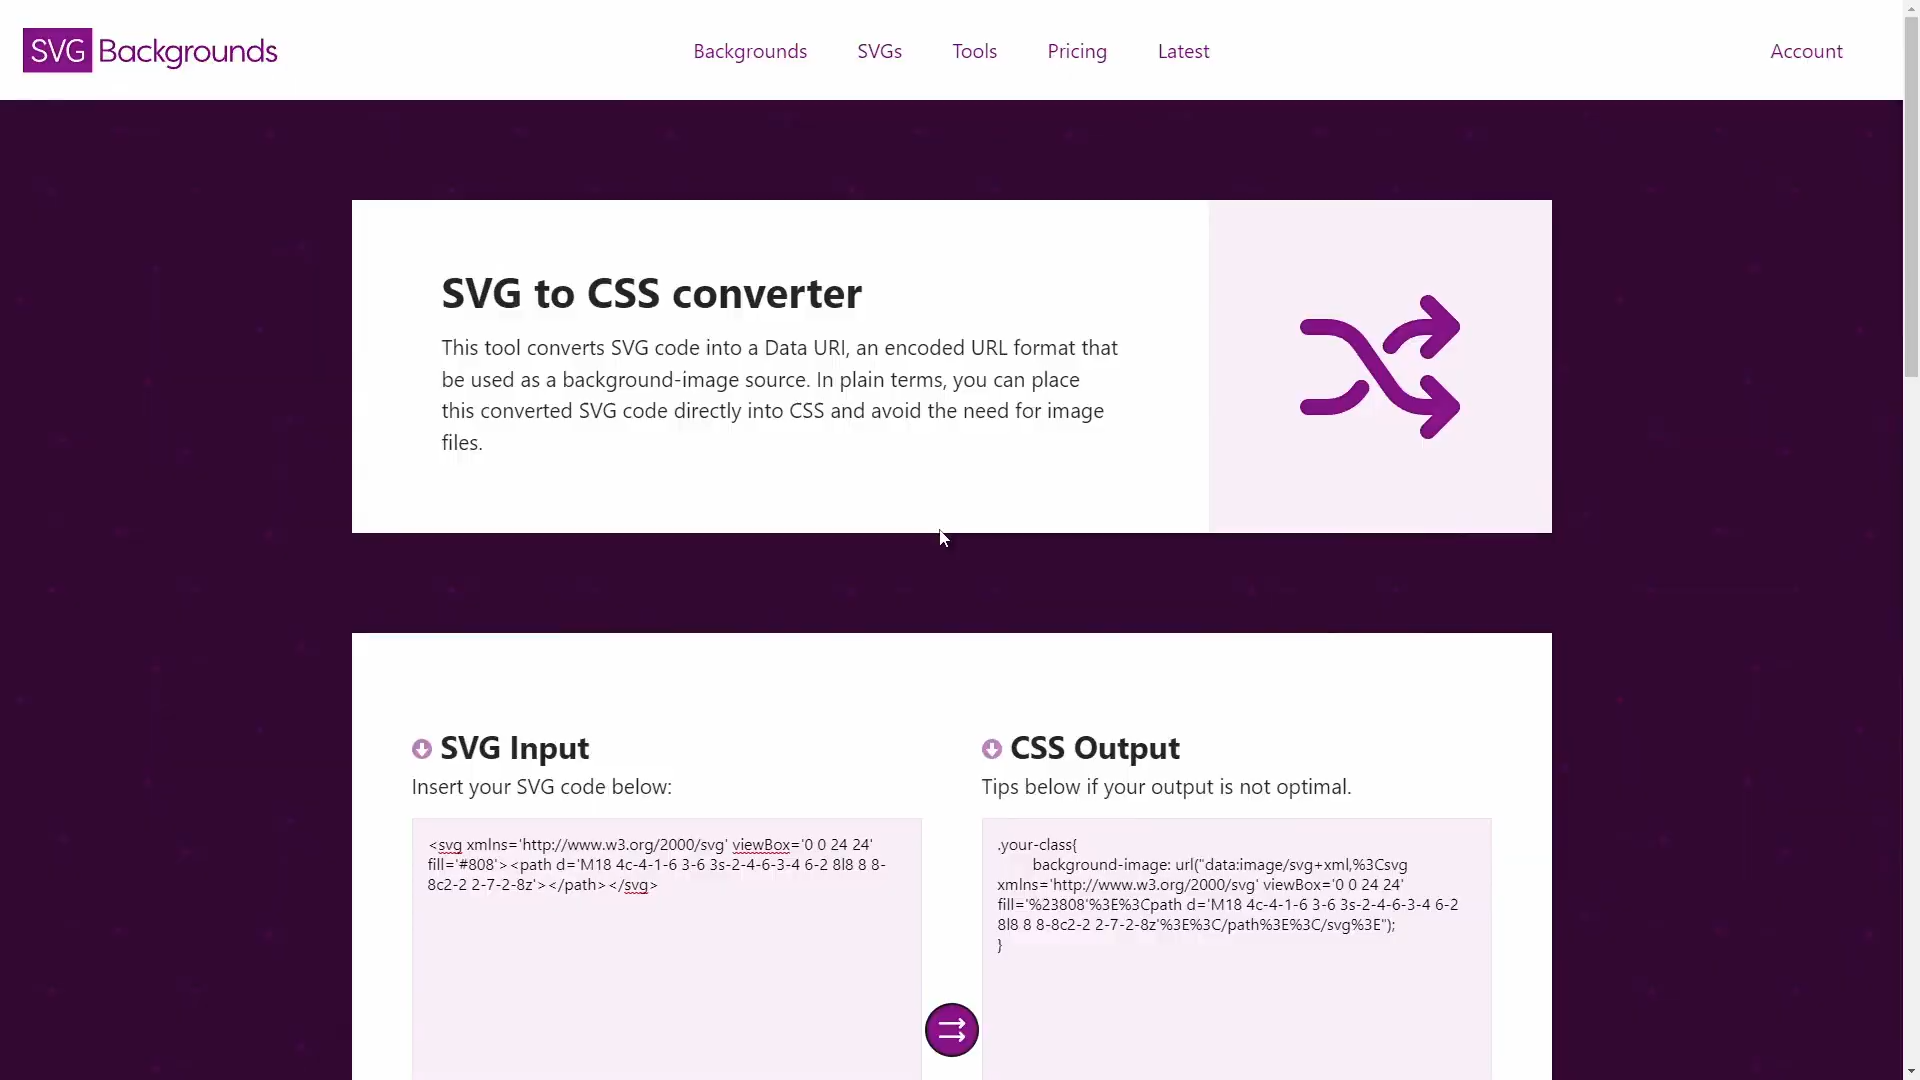 SVG Backgrounds
Backgrounds
SVGs
Tools
Pricing
Latest
Account
SVG to CSS converter
This tool converts SVG code into a Data URI, an encoded URL format that
be used as a background-image source. In plain terms, you can place
this converted SVG code directly into CSS and avoid the need for image
files.
SVG Input
Insert your SVG code below:
<svg xmlns='http://www.w3.org/2000/svg' viewBox='0 0 24 24'
fill='#808'><path d='M18 4c-4-1-6 3-6 3s-2-4-6-3-4 6-2 8l8 8 8-
8c2-2 2-7-2-8z'></path></svg>
CSS Output
Tips below if your output is not optimal.
.your-class{
background-image: url("data:image/svg+xml,%3Csvg
xmlns='http://www.w3.org/2000/svg' viewBox='0 0 24 24'
fill='%23808'%3E%3Cpath d='M18 4c-4-1-6 3-6 3s-2-4-6-3-4 6-2
8l8 8 8-8c2-2 2-7-2-8z'%3E%3C/path%3E%3C/svg%3E");
}